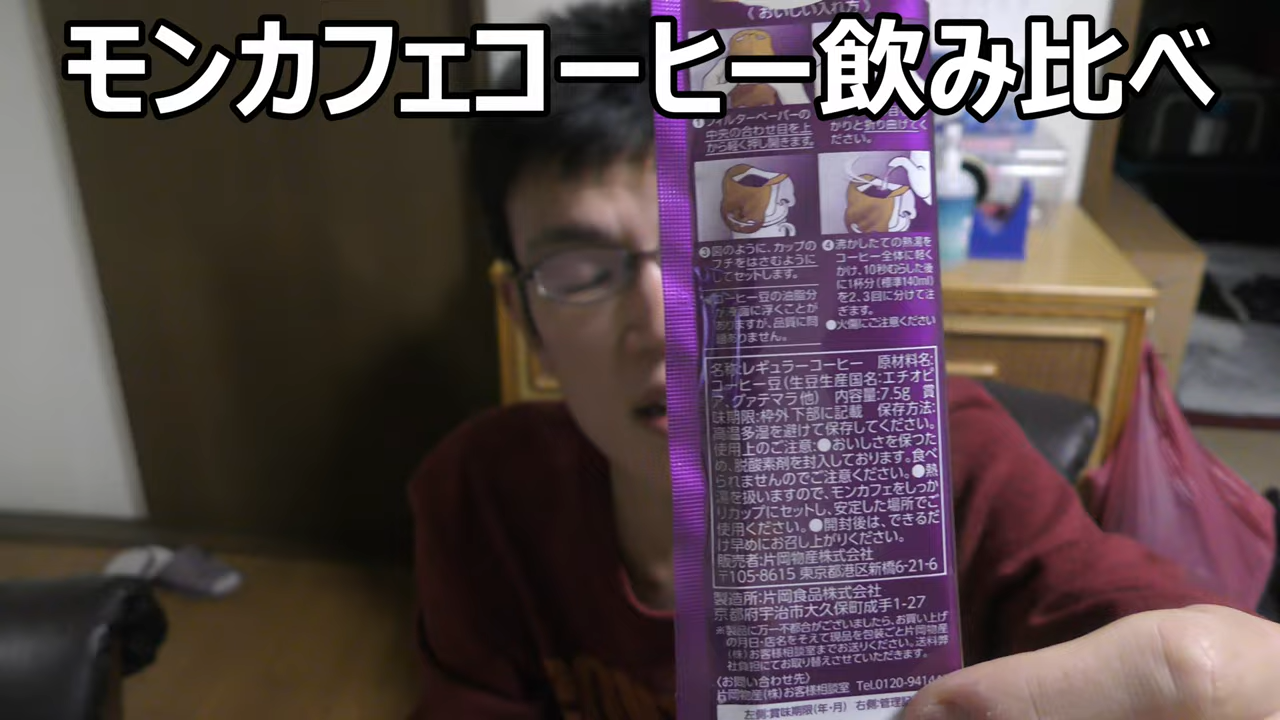 モンカフェコーヒー飲み比べ
《おいしい入れ方》
①フィルターペーパーの
中央の合わせ目を上
から軽く押し開きます。
がりと折り曲げてく
ださい。
③図のように、カップの
フチをはさむように
してセットします。
④沸かしたての熱湯を
コーヒー全体に軽く
かけ、10秒むらした後
に1杯分(標準140ml)
を2、3回に分けて注
ぎます。
●火傷にご注意ください
コーヒー豆の油脂分
が表面に浮くことが
ありますが、品質に問
題ありません。
名称:レギュラーコーヒー 原材料名:
コーヒー豆(生豆生産国名:エチオピ
ア、グァテマラ他) 内容量:7.5g 賞
味期限:枠外下部に記載 保存方法:
高温多湿を避けて保存してください。
使用上のご注意:●おいしさを保つた
め、脱酸素剤を封入しております。食べ
られませんのでご注意ください。●熱
湯を扱いますので、モンカフェをしっか
りカップにセットし、安定した場所でご
使用ください。●開封後は、できるだ
け早めにお召し上がりください。
販売者:片岡物産株式会社
〒105-8615 東京都港区新橋6-21-6
製造所:片岡食品株式会社
京都府宇治市大久保町成手1-27
※製品に万一不都合がございましたら、お買い上げ
の月日・店名をそえて現品を包装ごと片岡物産
(株)お客様相談室までお送りください。送料弊
社負担にてお取り替えさせていただきます。
〈お問い合わせ先〉
片岡物産(株)お客様相談室 Tel.0120-94144
左側:賞味期限(年・月) 右側:管理記